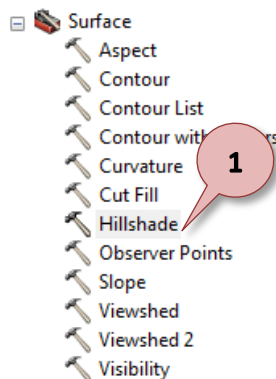 Surface
Aspect
Contour
Contour List
Contour with
Curvature
1
Cut Fill
Hillshade
Observer Points
Slope
Viewshed
Viewshed 2
Visibility